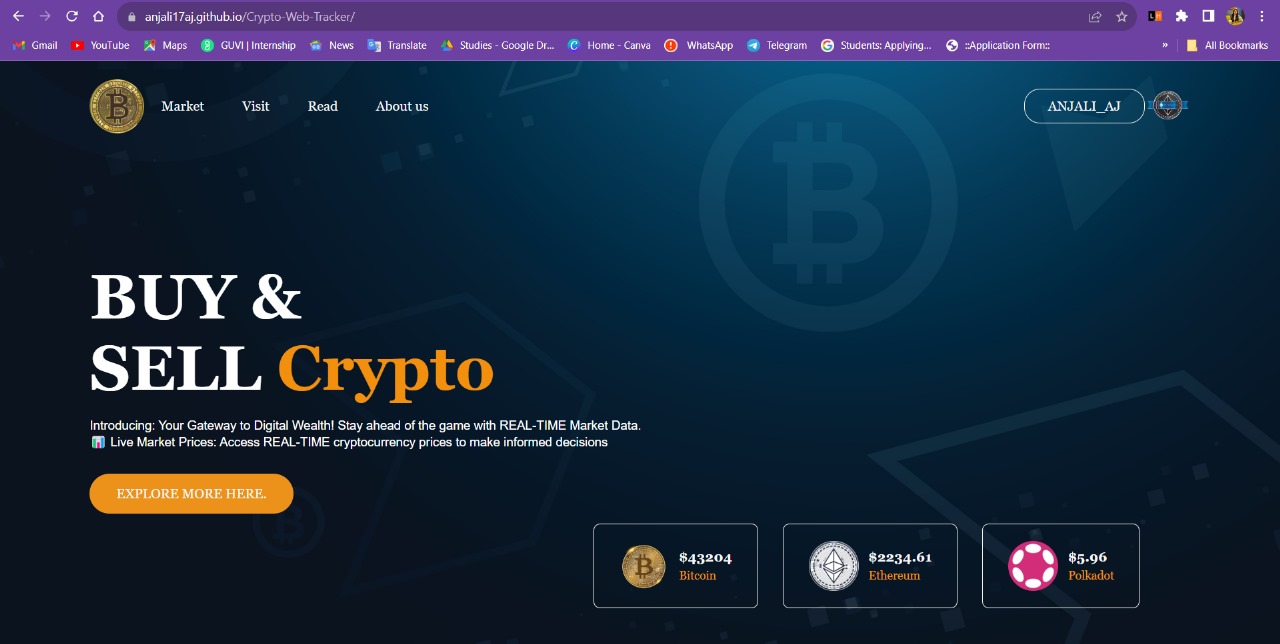 anjali17aj.github.io/Crypto-Web-Tracker/
Gmail YouTube Maps GUVI | Internship News Translate Studies - Google Dr... Home - Canva WhatsApp Telegram Students: Applying... ::Application Form:: » All Bookmarks
Market Visit Read About us ANJALI_AJ
BUY &
SELL Crypto
Introducing: Your Gateway to Digital Wealth! Stay ahead of the game with REAL-TIME Market Data.
📊 Live Market Prices: Access REAL-TIME cryptocurrency prices to make informed decisions
EXPLORE MORE HERE.
$43204 $2234.61 $5.96
Bitcoin Ethereum Polkadot